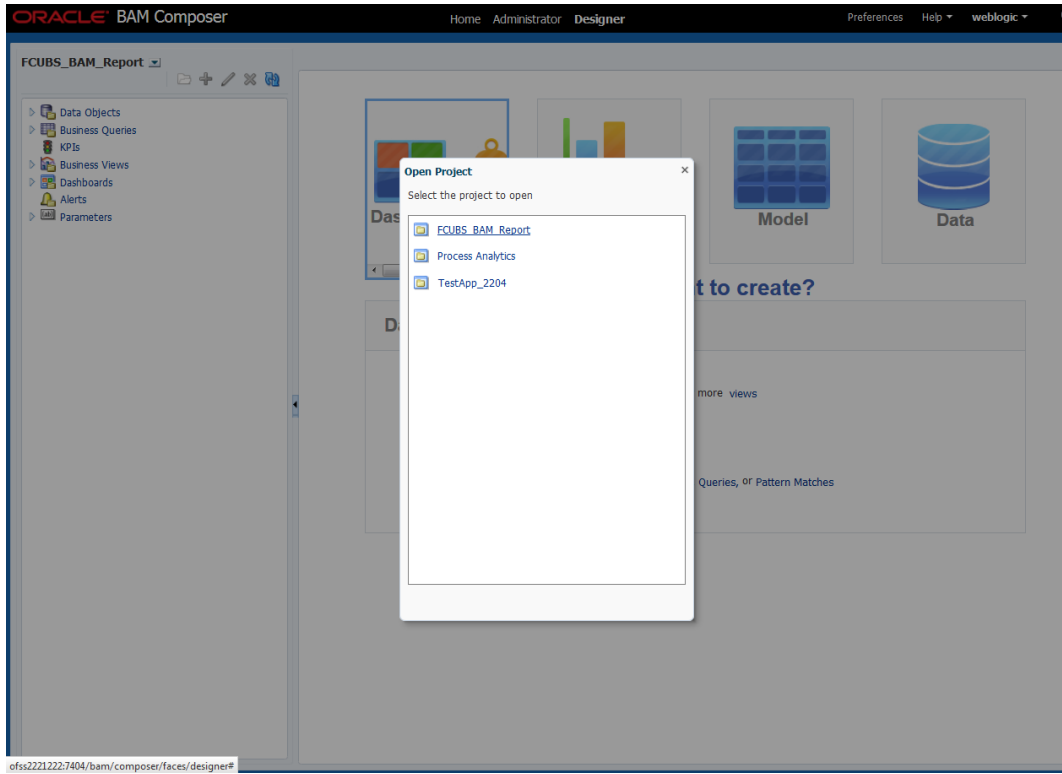 ORACLE BAM Composer
Home Administrator Designer
Preferences Help weblogic
FCUBS_BAM_Report
Data Objects
Business Queries
KPIs
Business Views
Dashboards
Alerts
Parameters
Open Project
Select the project to open
FCUBS_BAM_Report
Process Analytics
TestApp_2204
Das
Model
Data
t to create?
D
more views
Queries, or Pattern Matches
ofss2221222:7404/bam/composer/faces/designer#